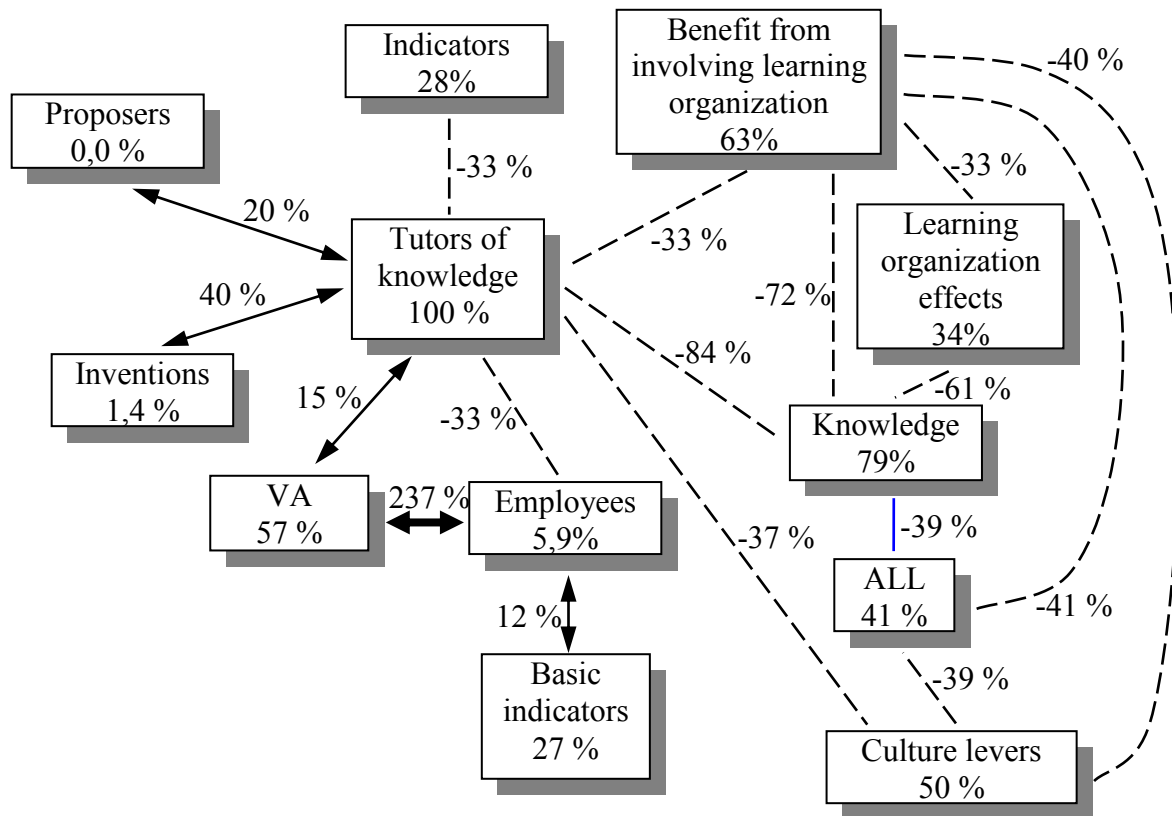 Indicators
28%
Benefit from
involving learning
organization
63%
-40 %
Proposers
0,0 %
-33 %
-33 %
20 %
Tutors of
knowledge
100 %
-33 %
Learning
organization
effects
34%
40 %
-72 %
Inventions
1,4 %
15 %
-84 %
-61 %
-33 %
Knowledge
79%
VA
57 %
237 %
Employees
5,9%
-37 %
-39 %
ALL
41 %
-41 %
12 %
Basic
indicators
27 %
-39 %
Culture levers
50 %